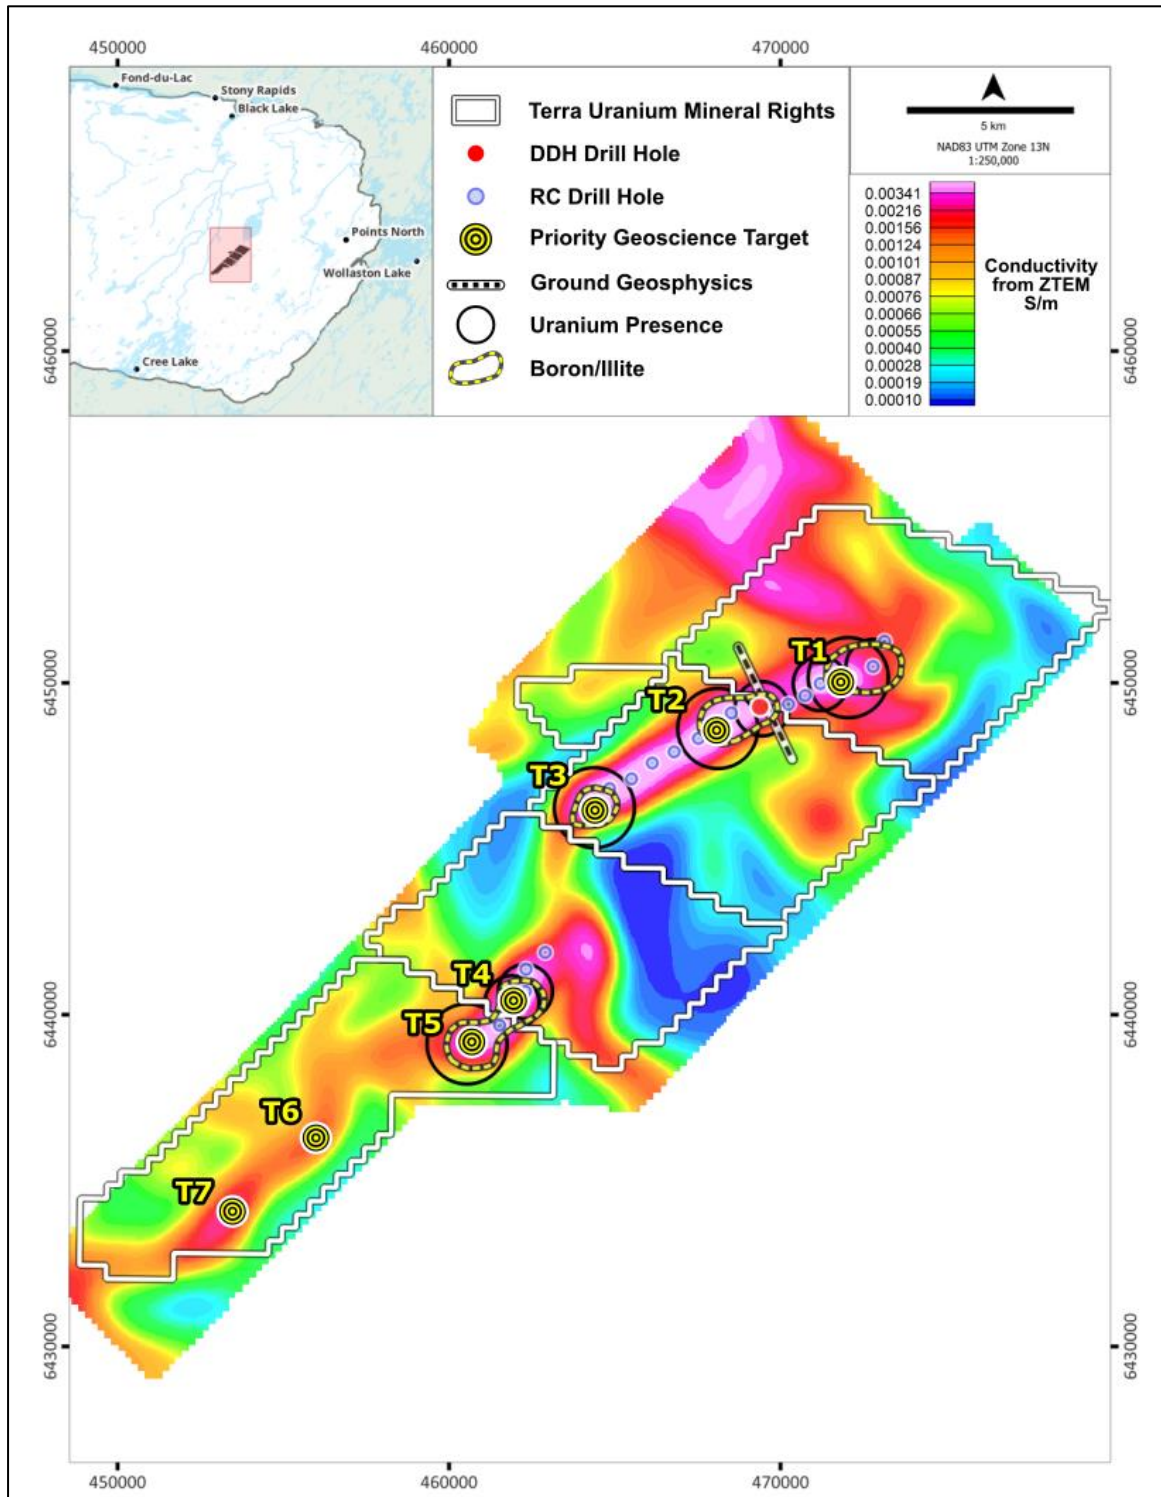 450000
460000
470000
Fond-du-Lac
Stony Rapids
Black Lake
Points North
Wollaston Lake
Cree Lake
Terra Uranium Mineral Rights
DDH Drill Hole
RC Drill Hole
Priority Geoscience Target
Ground Geosphysics
Uranium Presence
Boron/Illite
5 km
NAD83 UTM Zone 13N
1:250,000
0.00341
0.00216
0.00156
0.00124
0.00101
0.00087
0.00076
0.00066
0.00055
0.00040
0.00028
0.00019
0.00010
Conductivity
from ZTEM
S/m
6460000
6460000
T1
T2
T3
T4
T5
T6
T7
6450000
6450000
6440000
6440000
6430000
6430000
450000
460000
470000